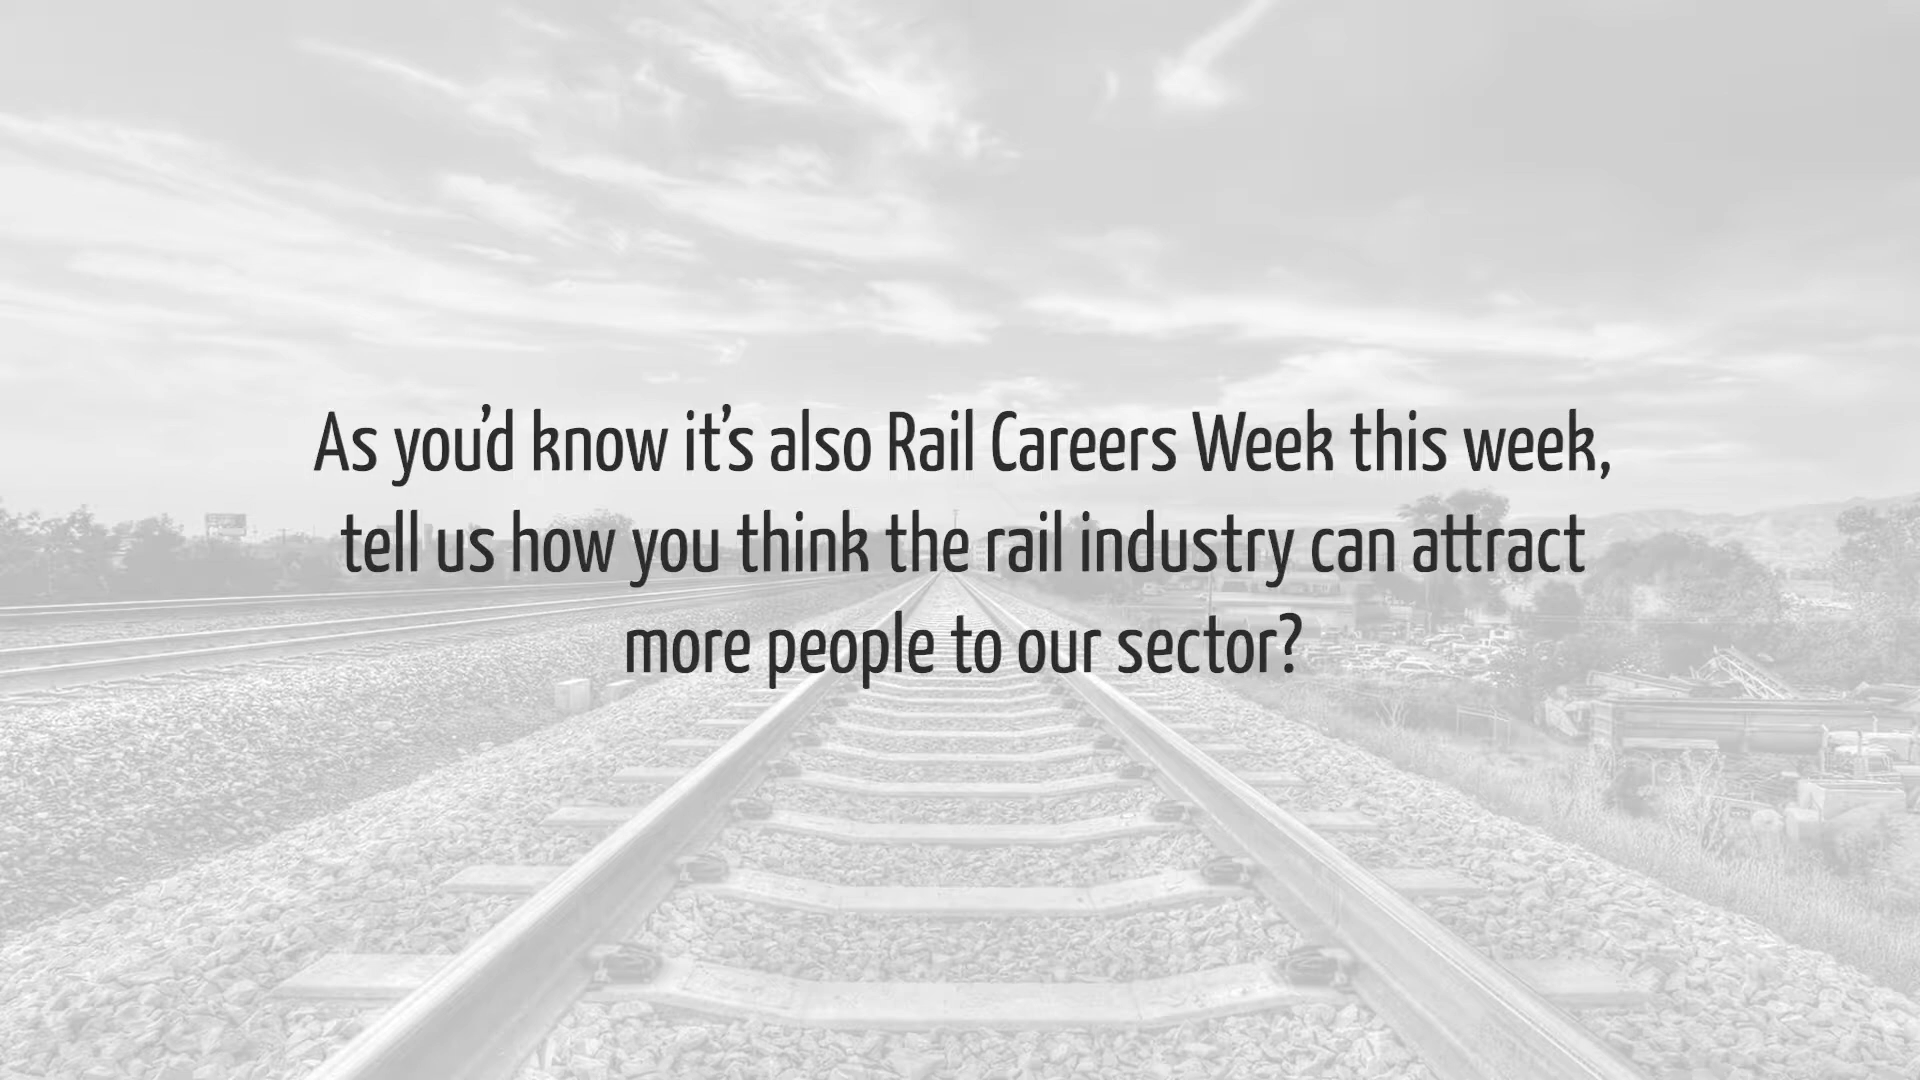 As you'd know it's also Rail Careers Week this week,
tell us how you think the rail industry can attract
more people to our sector?